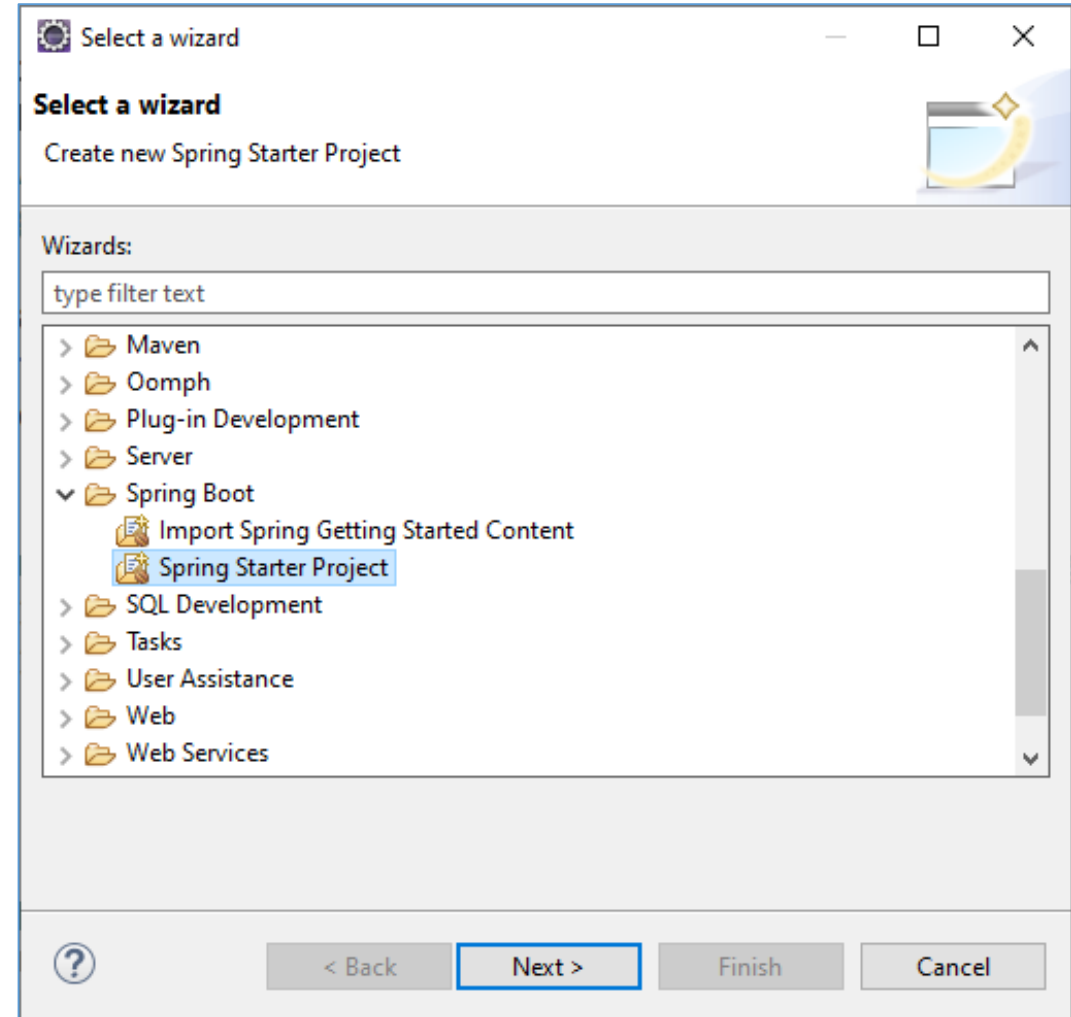 Select a wizard
Select a wizard
Create new Spring Starter Project
Wizards:
type filter text
Maven
Oomph
Plug-in Development
Server
Spring Boot
Import Spring Getting Started Content
Spring Starter Project
SQL Development
Tasks
User Assistance
Web
Web Services
? < Back Next > Finish Cancel